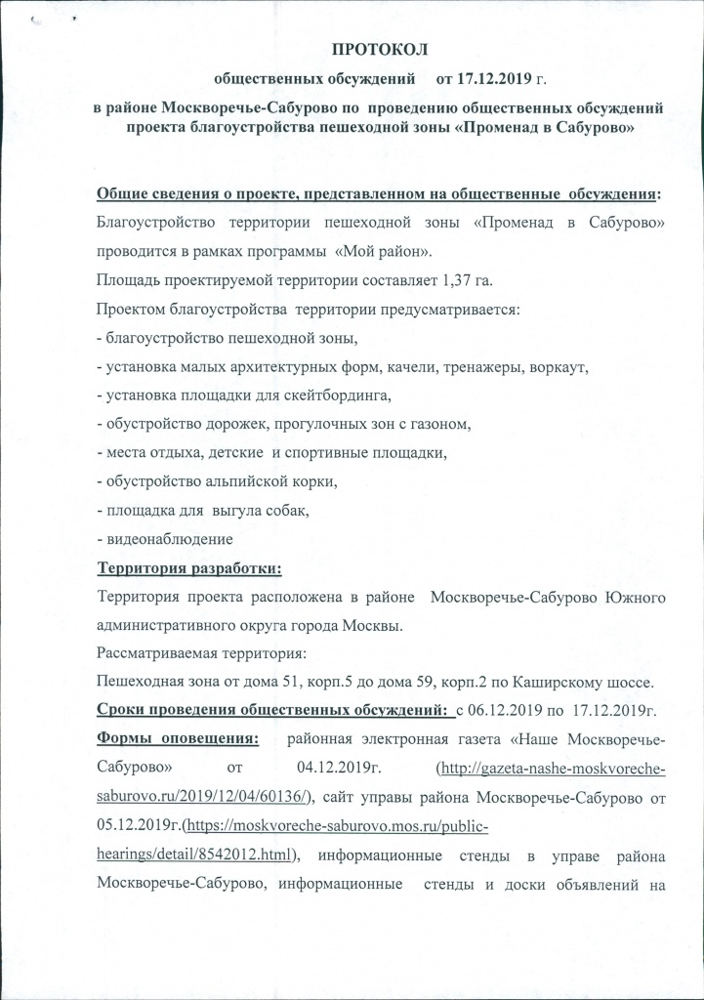 ПРОТОКОЛ
общественных обсуждений от 17.12.2019 г.
в районе Москворечье-Сабурово по проведению общественных обсуждений
проекта благоустройства пешеходной зоны «Променад в Сабурово»
Общие сведения о проекте, представленном на общественные обсуждения:
Благоустройство территории пешеходной зоны «Променад в Сабурово»
проводится в рамках программы «Мой район».
Площадь проектируемой территории составляет 1,37 га.
Проектом благоустройства территории предусматривается:
- благоустройство пешеходной зоны,
- установка малых архитектурных форм, качели, тренажеры, воркаут,
- установка площадки для скейтбординга,
- обустройство дорожек, прогулочных зон с газоном,
- места отдыха, детские и спортивные площадки,
- обустройство альпийской корки,
- площадка для выгула собак,
- видеонаблюдение
Территория разработки:
Территория проекта расположена в районе Москворечье-Сабурово Южного
административного округа города Москвы.
Рассматриваемая территория:
Пешеходная зона от дома 51, корп.5 до дома 59, корп.2 по Каширскому шоссе.
Сроки проведения общественных обсуждений: с 06.12.2019 по 17.12.2019г.
Формы оповещения: районная электронная газета «Наше Москворечье-
Сабурово» от 04.12.2019г. (http://gazeta-nashe-moskvoreche-
saburovo.ru/2019/12/04/60136/), сайт управы района Москворечье-Сабурово от
05.12.2019г.(https://moskvoreche-saburovo.mos.ru/public-
hearings/detail/8542012.html), информационные стенды в управе района
Москворечье-Сабурово, информационные стенды и доски объявлений на